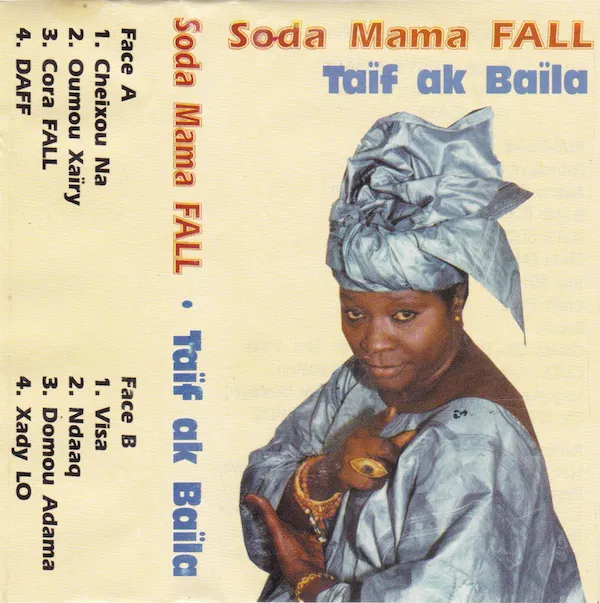 Soda Mama FALL
Taïf ak Baïla
Soda Mama FALL • Taïf ak Baïla
Face A
1. Cheixou Na
2. Oumou Xaïry
3. Cora FALL
4. DAFF
Face B
1. Visa
2. Ndaaq
3. Domou Adama
4. Xady LO